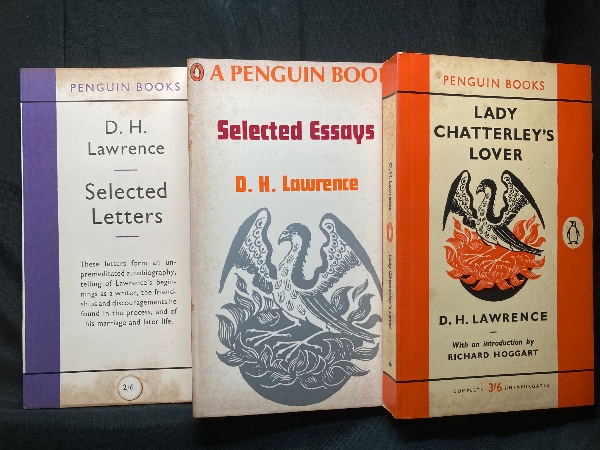 PENGUIN BOOKS
D. H.
Lawrence
Selected
Letters
These letters form an un-
premeditated autobiography,
telling of Lawrence's begin-
nings as a writer, the friend-
ships and discouragements he
found in the process, and of
his marriage and later life.
2/6
A PENGUIN BOOK
Selected Essays
D. H. Lawrence
D. H. Lawrence
Lady Chatterley's Lover
PENGUIN BOOKS
LADY
CHATTERLEY'S
LOVER
D. H. LAWRENCE
With an introduction by
RICHARD HOGGART
COMPLETE 3/6 UNEXPURGATED